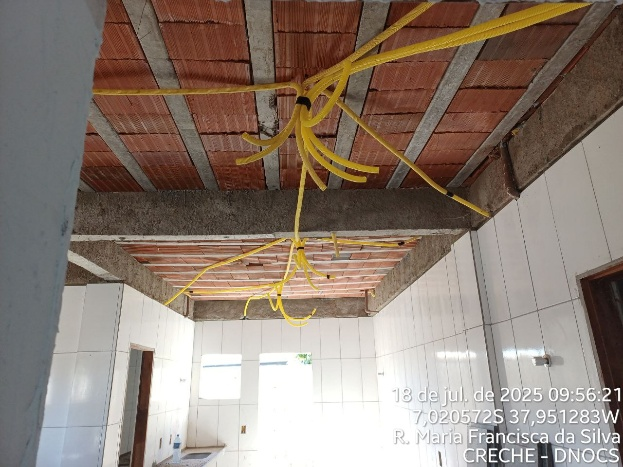 18 de jul. de 2025 09:56:21
7,020572S 37,951283W
R. Maria Francisca da Silva
CRECHE - DNOCS